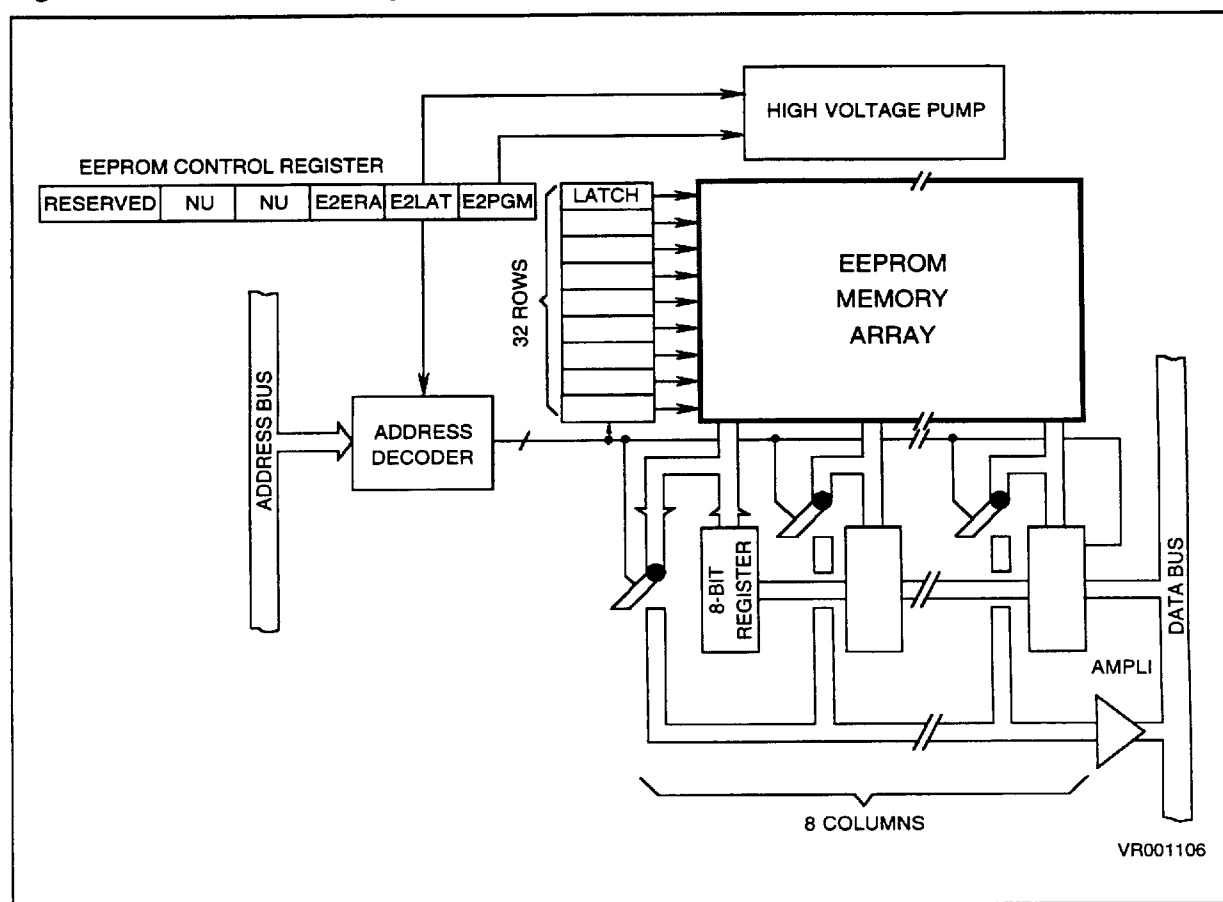 HIGH VOLTAGE PUMP
EEPROM CONTROL REGISTER
RESERVED NU NU E2ERA E2LAT E2PGM
LATCH
32 ROWS
EEPROM
MEMORY
ARRAY
ADDRESS BUS
ADDRESS
DECODER
8-BIT
REGISTER
DATA BUS
AMPLI
8 COLUMNS
VR001106